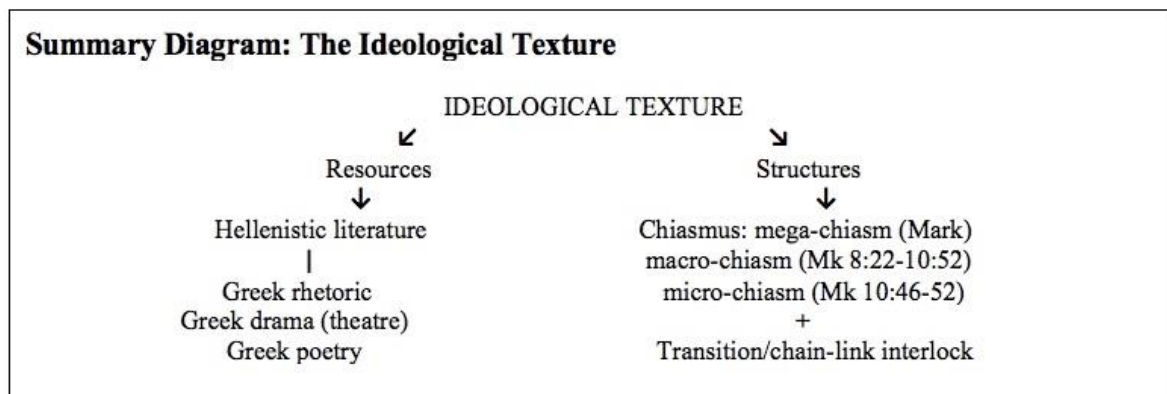 Summary Diagram: The Ideological Texture
IDEOLOGICAL TEXTURE
↙ ↘
Resources Structures
↓ ↓
Hellenistic literature Chiasmus: mega-chiasm (Mark)
| macro-chiasm (Mk 8:22-10:52)
Greek rhetoric micro-chiasm (Mk 10:46-52)
Greek drama (theatre) +
Greek poetry Transition/chain-link interlock